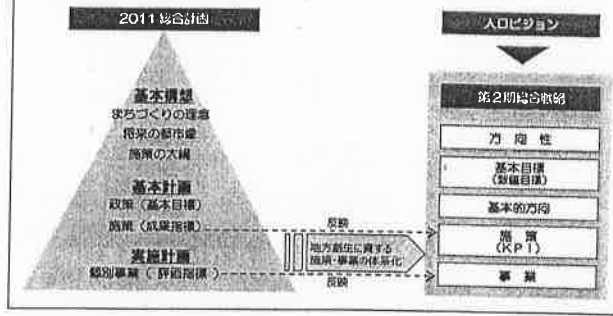 2011総合計画
基本構想
まちづくりの理念
将来の都市像
施策の大綱
基本計画
政策（基本目標）
施策（成果指標）
実施計画
個別事業（評価指標）
反映
地方創生に資する
施策・事業の体系化
反映
人口ビジョン
第2期総合戦略
方向性
基本目標
（数値目標）
基本的方向
施策
（KPI）
事業